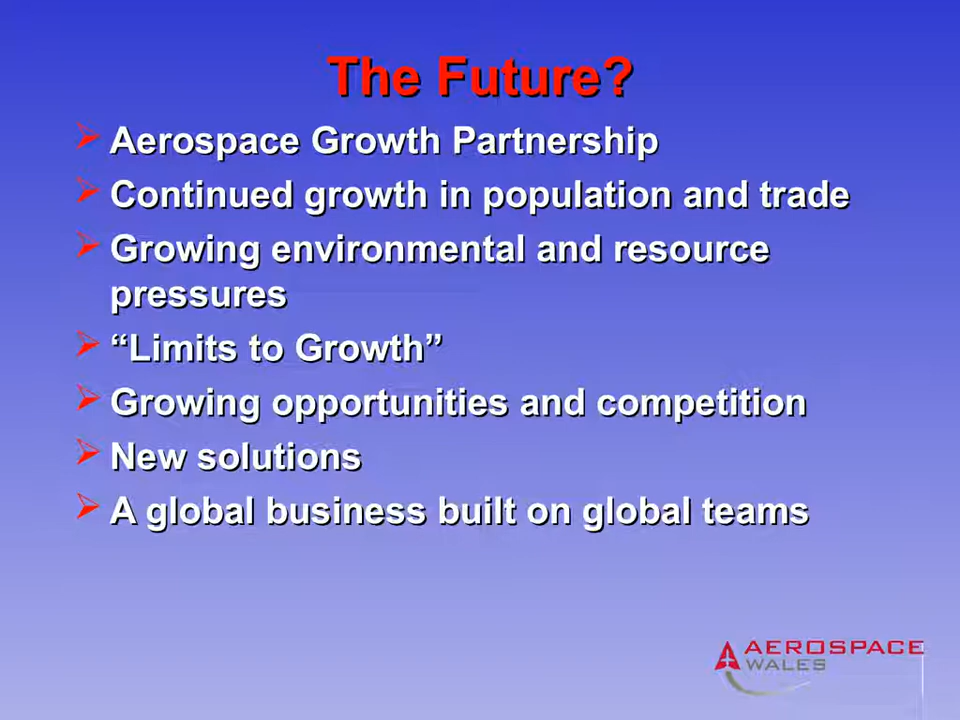 The Future?
Aerospace Growth Partnership
Continued growth in population and trade
Growing environmental and resource
pressures
“Limits to Growth”
Growing opportunities and competition
New solutions
A global business built on global teams
AEROSPACE
WALES